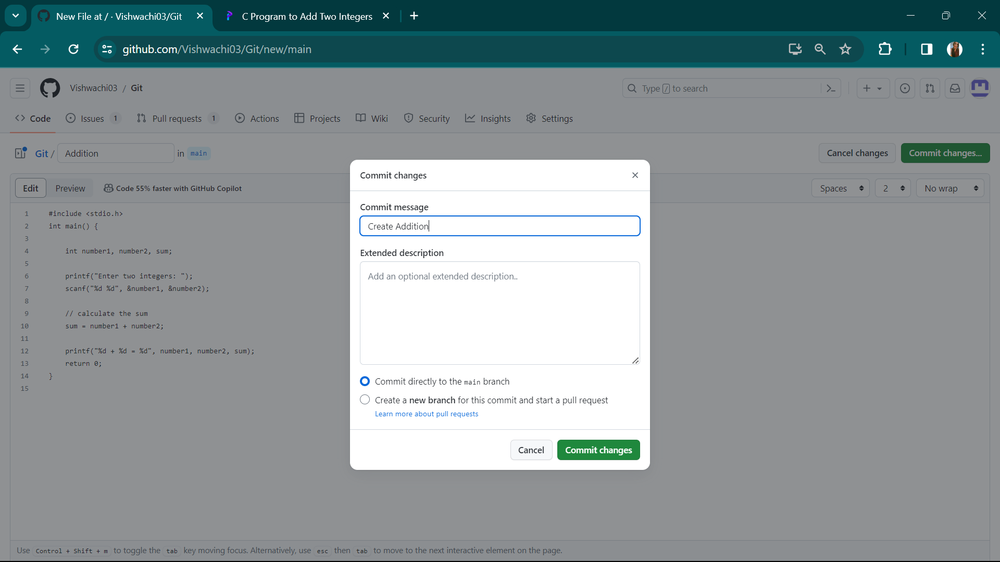 New File at / · Vishwachi03/Git
C Program to Add Two Integers
github.com/Vishwachi03/Git/new/main
Vishwachi03 / Git
Type / to search
Code
Issues 1
Pull requests 1
Actions
Projects
Wiki
Security
Insights
Settings
Git / Addition in main
Cancel changes
Commit changes...
Edit
Preview
Code 55% faster with GitHub Copilot
Spaces
2
No wrap
1 #include <stdio.h>
2 int main() {
3
4 int number1, number2, sum;
5
6 printf("Enter two integers: ");
7 scanf("%d %d", &number1, &number2);
8
9 // calculate the sum
10 sum = number1 + number2;
11
12 printf("%d + %d = %d", number1, number2, sum);
13 return 0;
14 }
15
Commit changes
Commit message
Create Addition
Extended description
Add an optional extended description..
Commit directly to the main branch
Create a new branch for this commit and start a pull request
Learn more about pull requests
Cancel
Commit changes
Use Control + Shift + m to toggle the tab key moving focus. Alternatively, use esc then tab to move to the next interactive element on the page.